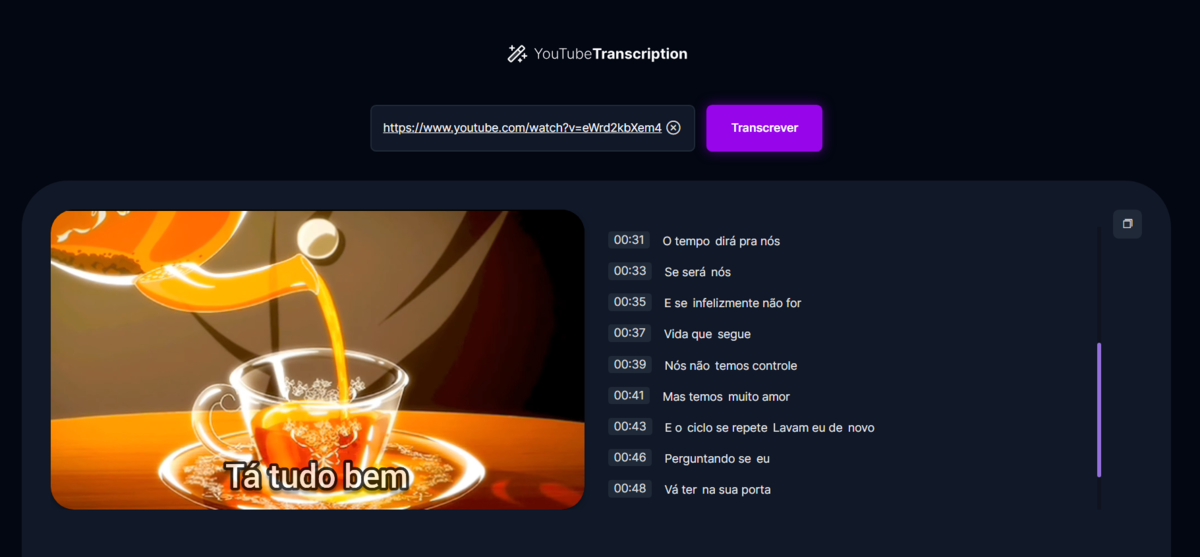 YouTubeTranscription
https://www.youtube.com/watch?v=eWrd2kbXem4
Transcrever
Tá tudo bem
00:31 O tempo dirá pra nós
00:33 Se será nós
00:35 E se infelizmente não for
00:37 Vida que segue
00:39 Nós não temos controle
00:41 Mas temos muito amor
00:43 E o ciclo se repete Lavam eu de novo
00:46 Perguntando se eu
00:48 Vá ter na sua porta